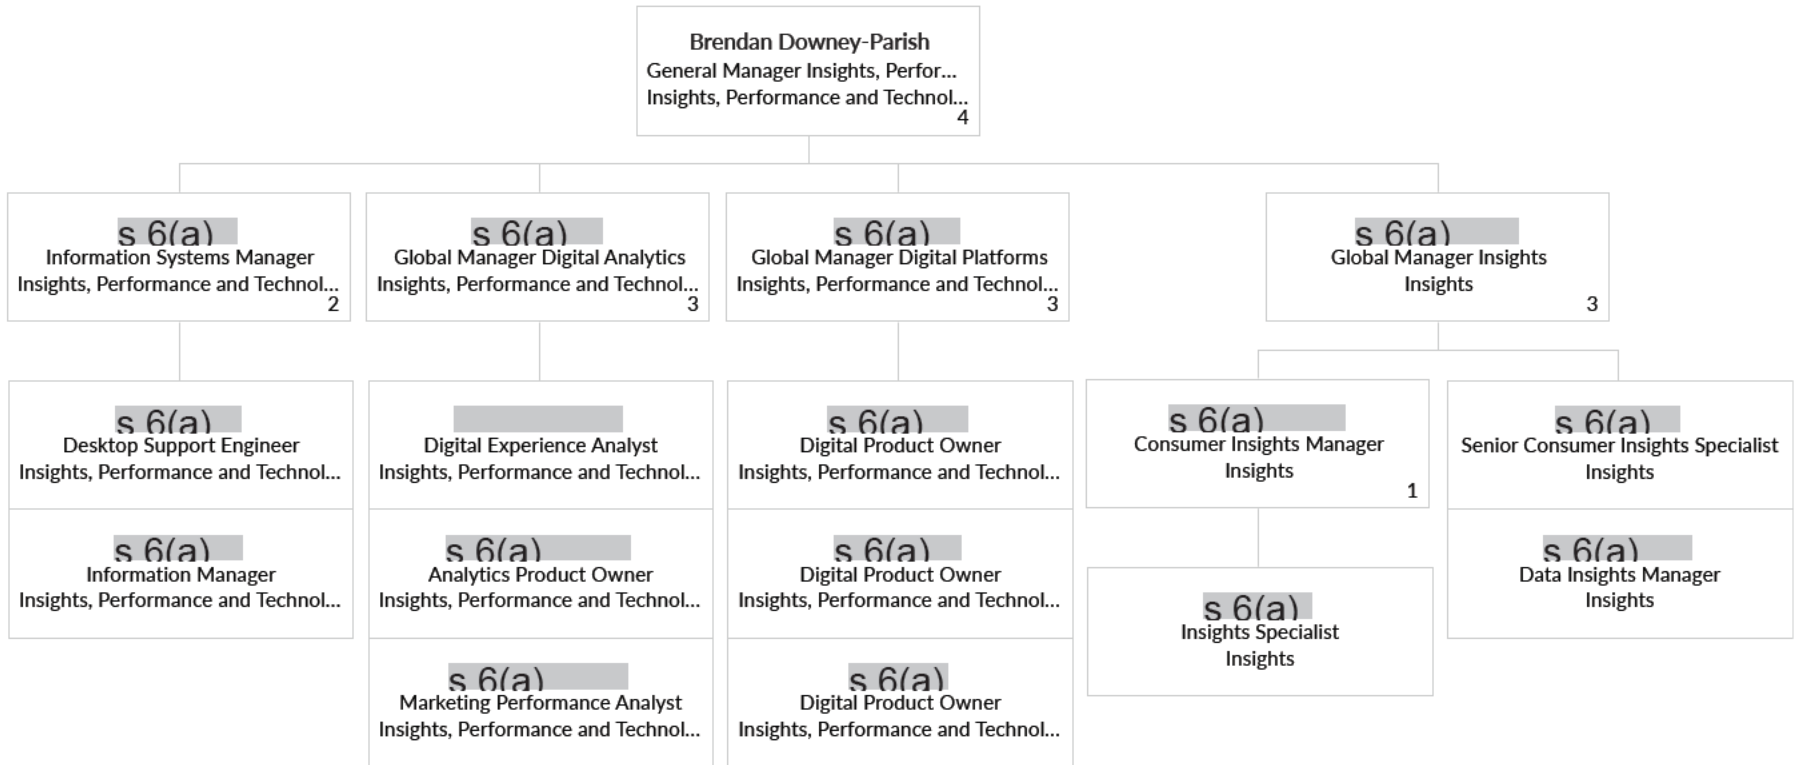 Brendan Downey-Parish
General Manager Insights, Perfor...
Insights, Performance and Technol...
4
s 6(a)
Information Systems Manager
Insights, Performance and Technol...
2
s 6(a)
Global Manager Digital Analytics
Insights, Performance and Technol...
3
s 6(a)
Global Manager Digital Platforms
Insights, Performance and Technol...
3
s 6(a)
Global Manager Insights
Insights
3
s 6(a)
Desktop Support Engineer
Insights, Performance and Technol...
s 6(a)
Information Manager
Insights, Performance and Technol...
Digital Experience Analyst
Insights, Performance and Technol...
s 6(a)
Analytics Product Owner
Insights, Performance and Technol...
s 6(a)
Marketing Performance Analyst
Insights, Performance and Technol...
s 6(a)
Digital Product Owner
Insights, Performance and Technol...
s 6(a)
Digital Product Owner
Insights, Performance and Technol...
s 6(a)
Digital Product Owner
Insights, Performance and Technol...
s 6(a)
Consumer Insights Manager
Insights
1
s 6(a)
Insights Specialist
Insights
s 6(a)
Senior Consumer Insights Specialist
Insights
s 6(a)
Data Insights Manager
Insights